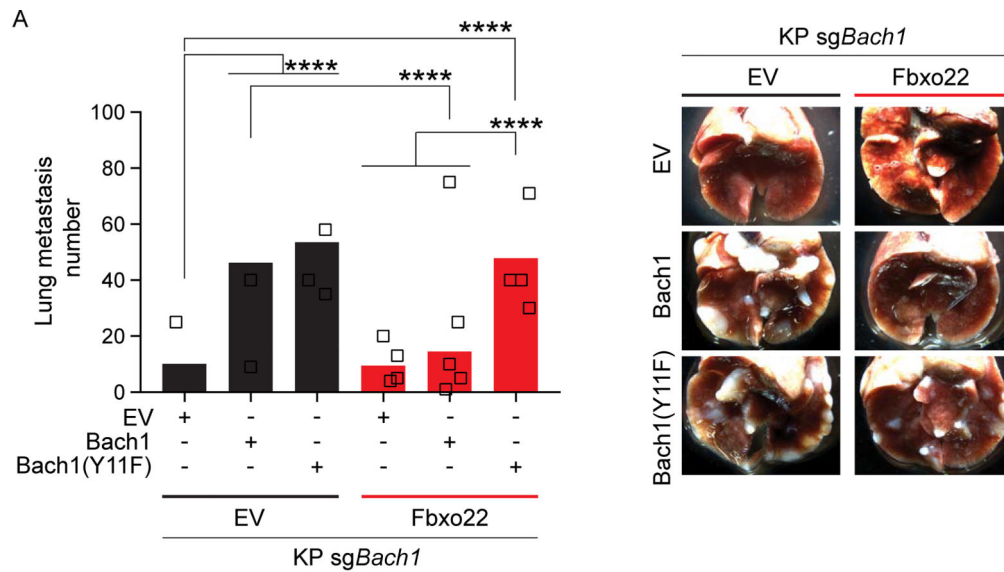 A
****
****
****
****
Lung metastasis
number
100
80
60
40
20
0
EV + - - + - -
Bach1 - + - - + -
Bach1(Y11F) - - + - - +
EV Fbxo22
KP sgBach1
KP sgBach1
EV Fbxo22
EV
Bach1
Bach1(Y11F)